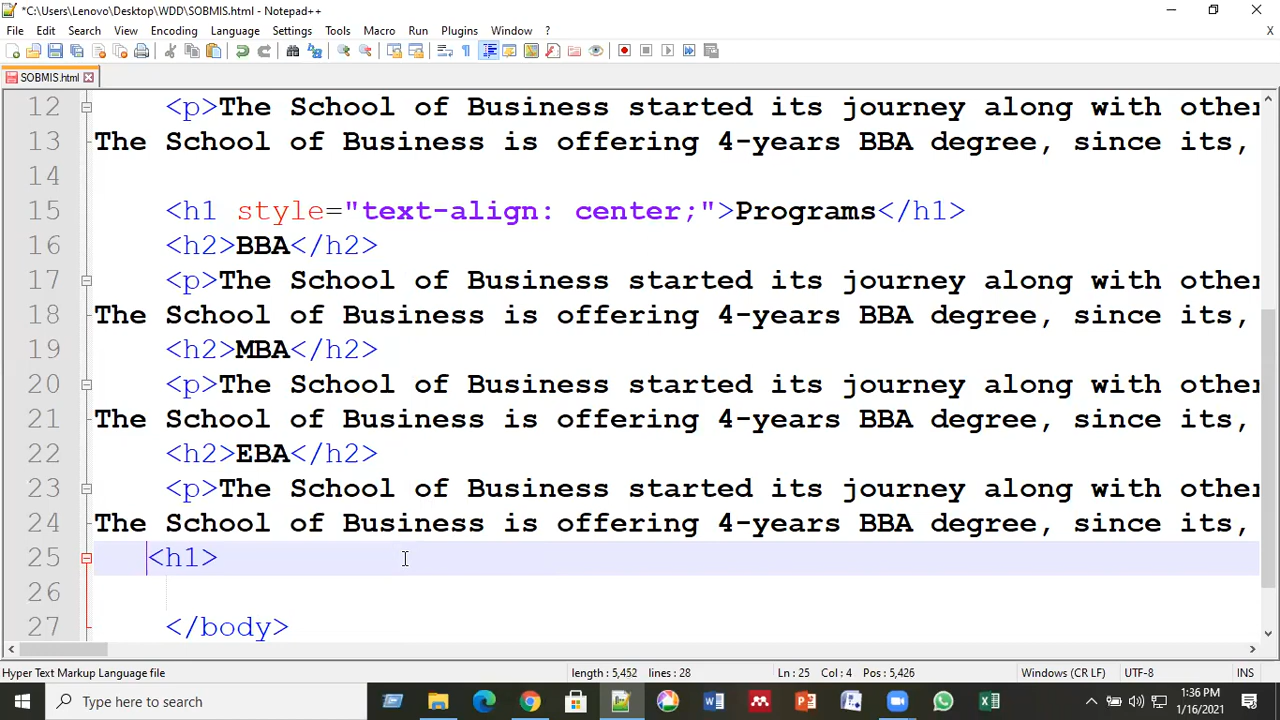 *C:\Users\Lenovo\Desktop\WDD\SOBMIS.html - Notepad++
File Edit Search View Encoding Language Settings Tools Macro Run Plugins Window ?
X
SOBMIS.html
12 <p>The School of Business started its journey along with other
13 The School of Business is offering 4-years BBA degree, since its,
14
15 <h1 style="text-align: center;">Programs</h1>
16 <h2>BBA</h2>
17 <p>The School of Business started its journey along with other
18 The School of Business is offering 4-years BBA degree, since its,
19 <h2>MBA</h2>
20 <p>The School of Business started its journey along with other
21 The School of Business is offering 4-years BBA degree, since its,
22 <h2>EBA</h2>
23 <p>The School of Business started its journey along with other
24 The School of Business is offering 4-years BBA degree, since its,
25 <h1>
26
27 </body>
Hyper Text Markup Language file length : 5,452 lines : 28 Ln : 25 Col : 4 Pos : 5,426 Windows (CR LF) UTF-8 INS
Type here to search
1:36 PM
1/16/2021